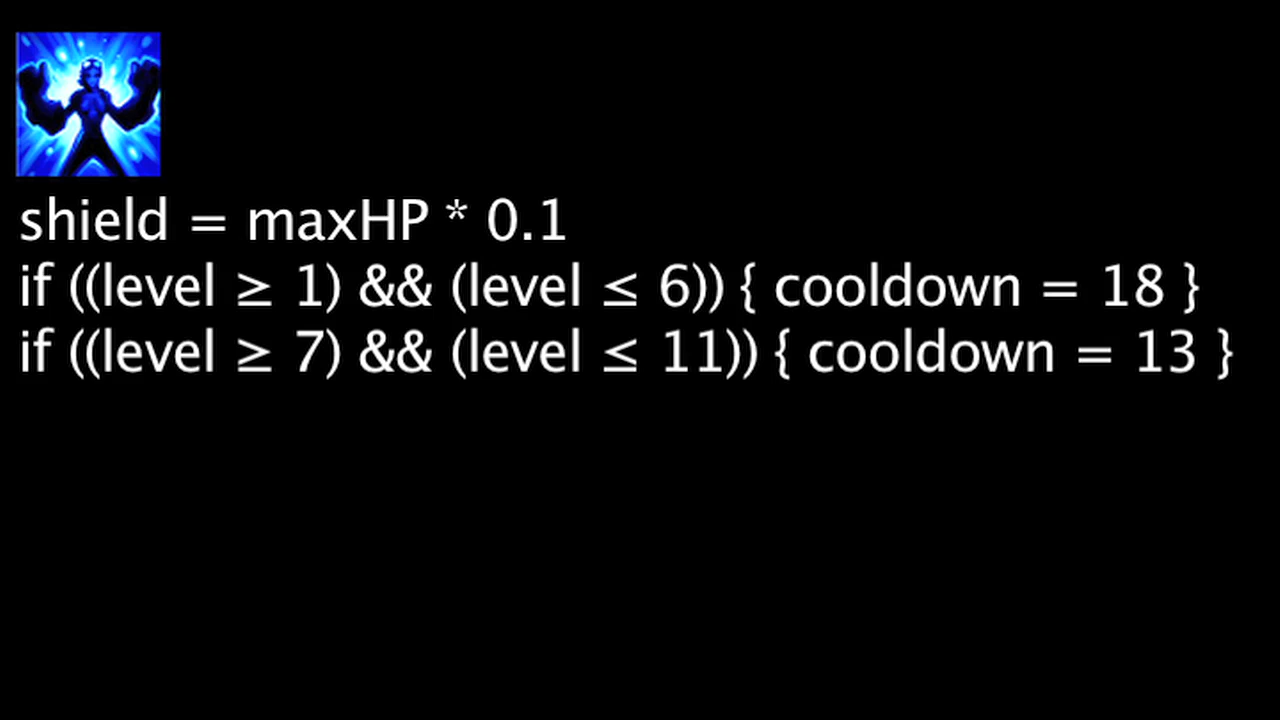 shield = maxHP * 0.1
if ((level ≥ 1) && (level ≤ 6)) { cooldown = 18 }
if ((level ≥ 7) && (level ≤ 11)) { cooldown = 13 }